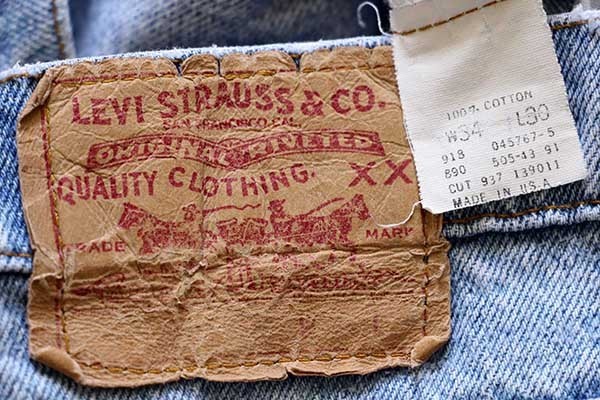 LEVI STRAUSS & CO.
SAN FRANCISCO, CAL.
ORIGINAL RIVETED
QUALITY CLOTHING. XX
TRADE MARK
100% COTTON
W34 L30
918 045767-5
890 505-43 91
CUT 937 139011
MADE IN U.S.A